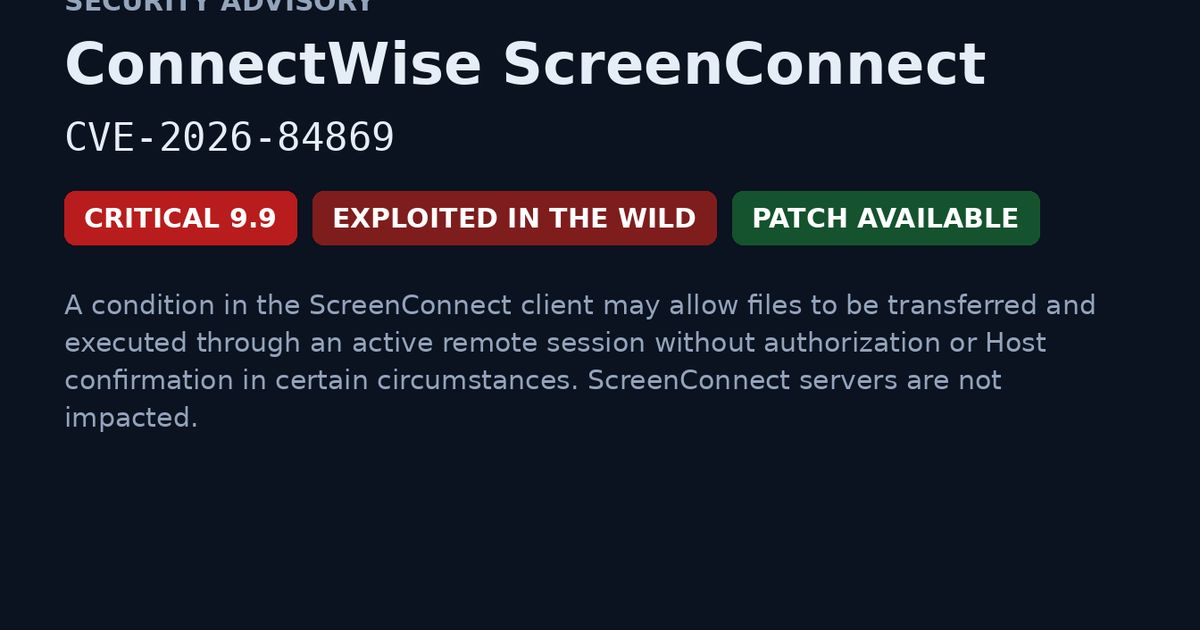 SECURITY ADVISORY
ConnectWise ScreenConnect
CVE-2026-84869
CRITICAL 9.9
EXPLOITED IN THE WILD
PATCH AVAILABLE
A condition in the ScreenConnect client may allow files to be transferred and
executed through an active remote session without authorization or Host
confirmation in certain circumstances. ScreenConnect servers are not
impacted.